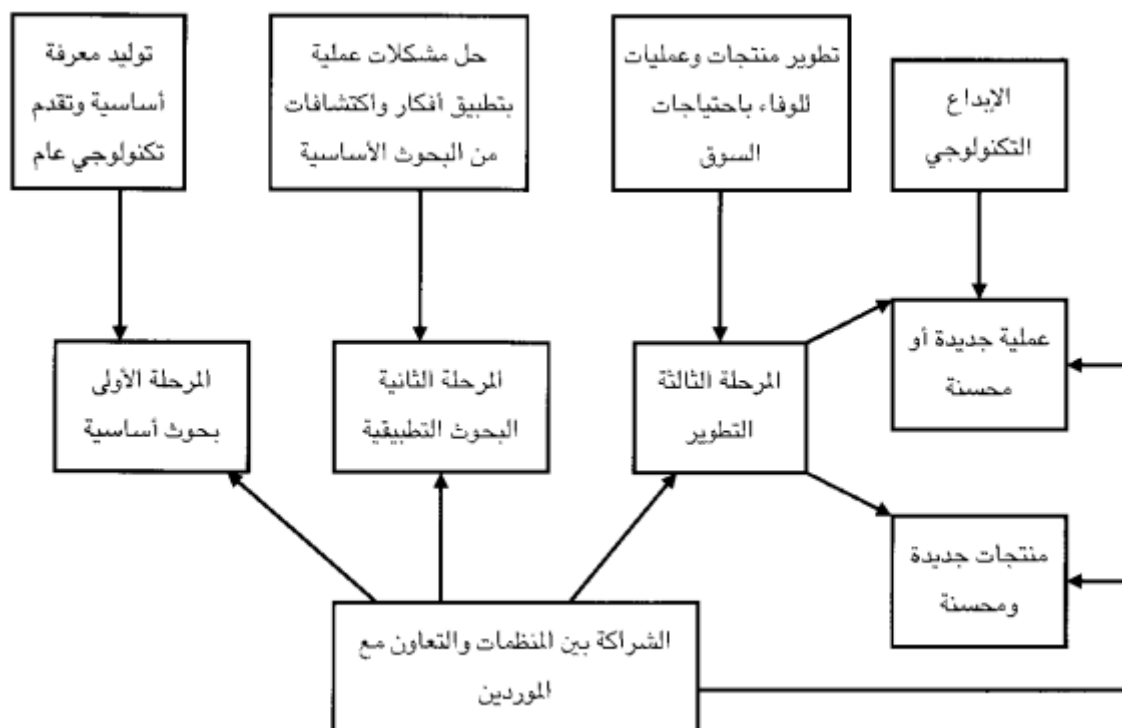 توليد معرفة
أساسية وتقدم
تكنولوجي عام
حل مشكلات عملية
بتطبيق أفكار واكتشافات
من البحوث الأساسية
تطوير منتجات وعمليات
للوفاء باحتياجات
السوق
الإبداع
التكنولوجي
المرحلة الأولى
بحوث أساسية
المرحلة الثانية
البحوث التطبيقية
المرحلة الثالثة
التطوير
عملية جديدة أو
محسنة
منتجات جديدة
ومحسنة
الشراكة بين المنظمات والتعاون مع
الموردين